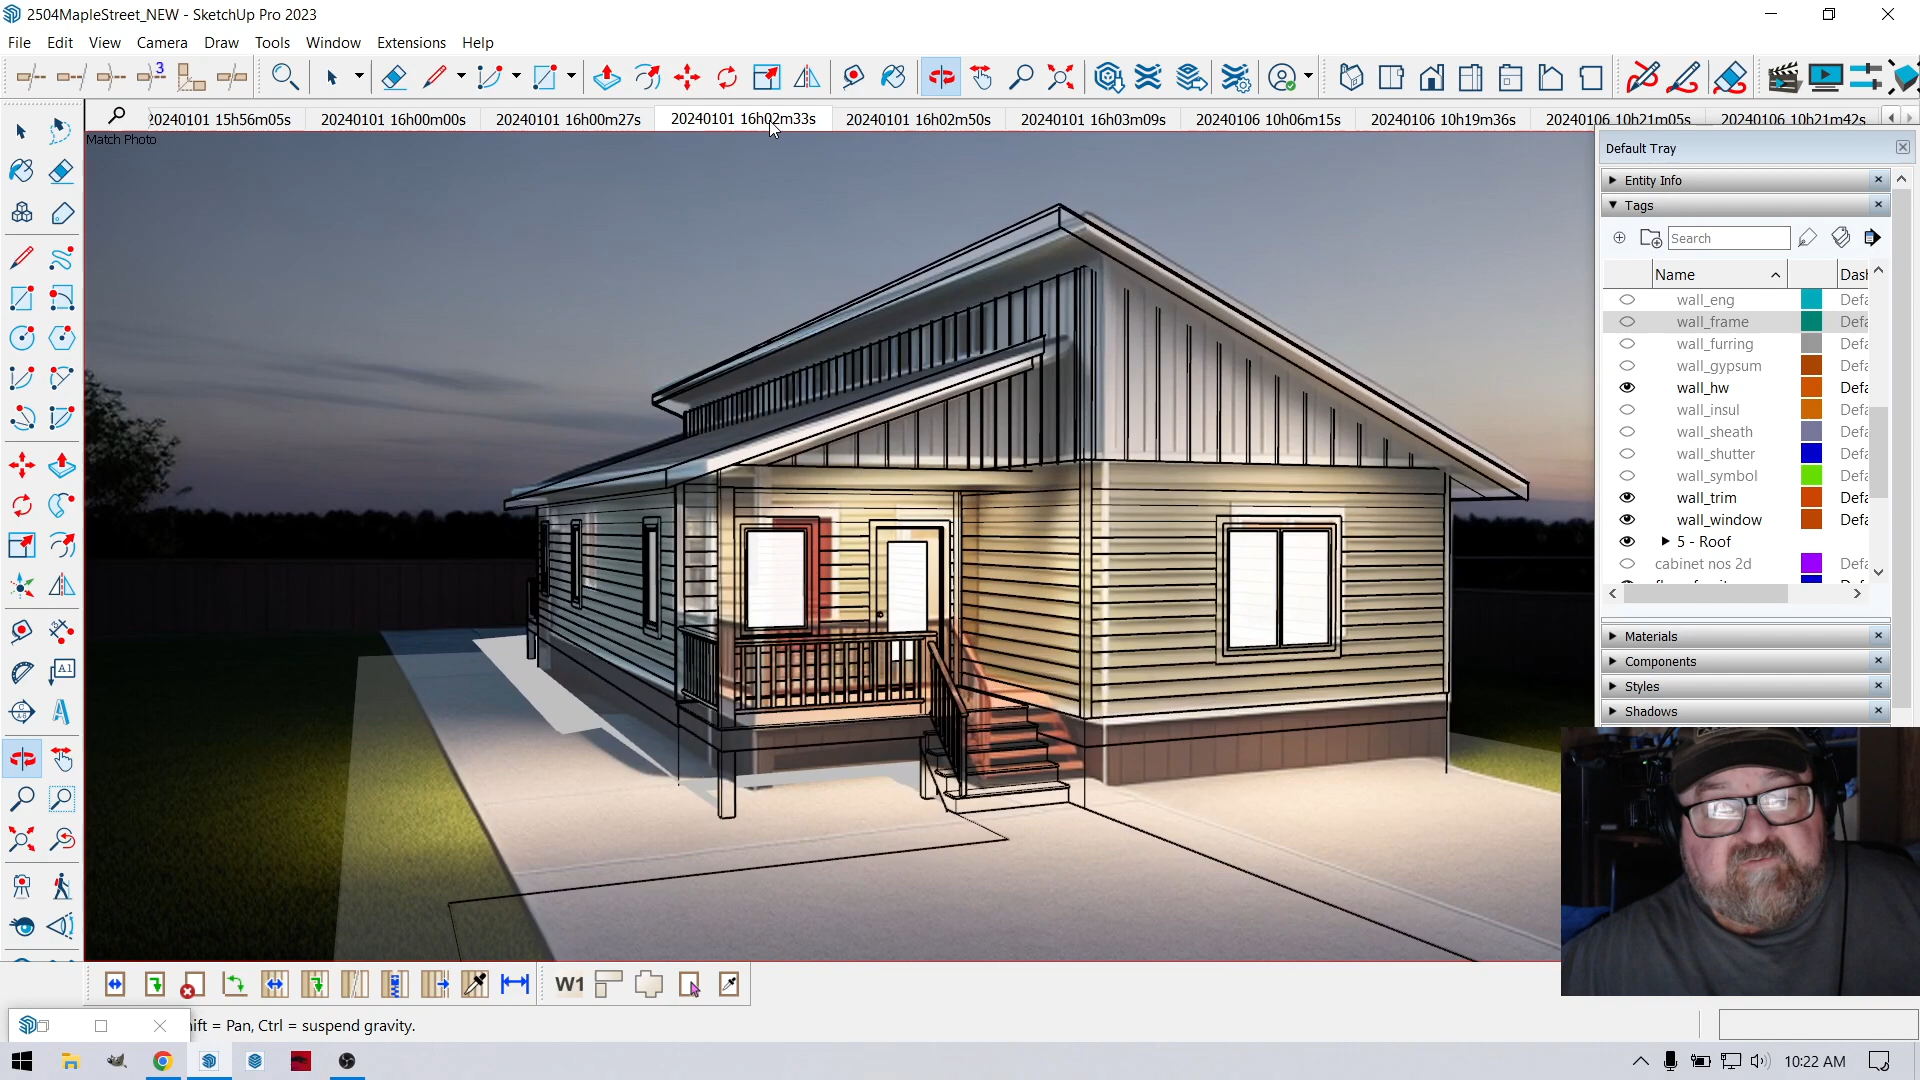 2504MapleStreet_NEW - SketchUp Pro 2023
File Edit View Camera Draw Tools Window Extensions Help
3
20240101 15h56m05s 20240101 16h00m00s 20240101 16h00m27s 20240101 16h02m33s 20240101 16h02m50s 20240101 16h03m09s 20240106 10h06m15s 20240106 10h19m36s 20240106 10h21m05s 20240106 10h21m42s
Match Photo
Default Tray
Entity Info
Tags
Search
Name Dash
wall_eng Defa
wall_frame Defa
wall_furring Defa
wall_gypsum Defa
wall_hw Defa
wall_insul Defa
wall_sheath Defa
wall_shutter Defa
wall_symbol Defa
wall_trim Defa
wall_window Defa
5 - Roof
cabinet nos 2d Defa
Materials
Components
Styles
Shadows
A1
W1
ift = Pan, Ctrl = suspend gravity.
10:22 AM